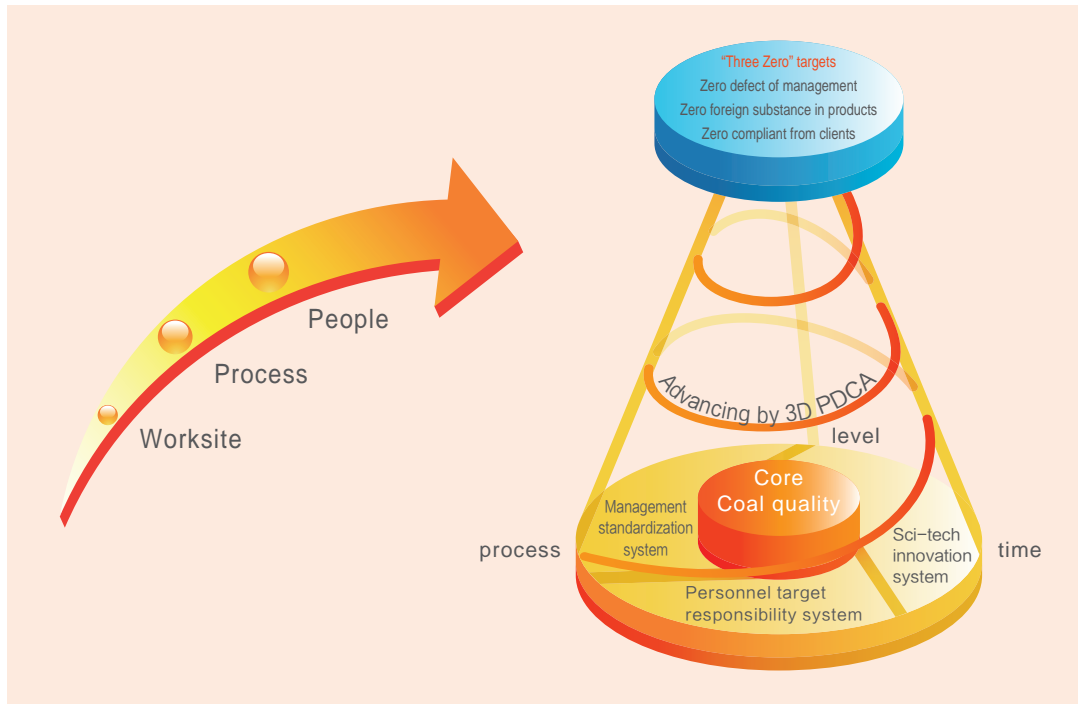 “Three Zero” targets
Zero defect of management
Zero foreign substance in products
Zero compliant from clients
People
Process
Worksite
Advancing by 3D PDCA
level
Core
Coal quality
Management
standardization
system
Sci-tech
innovation
system
process
time
Personnel target
responsibility system